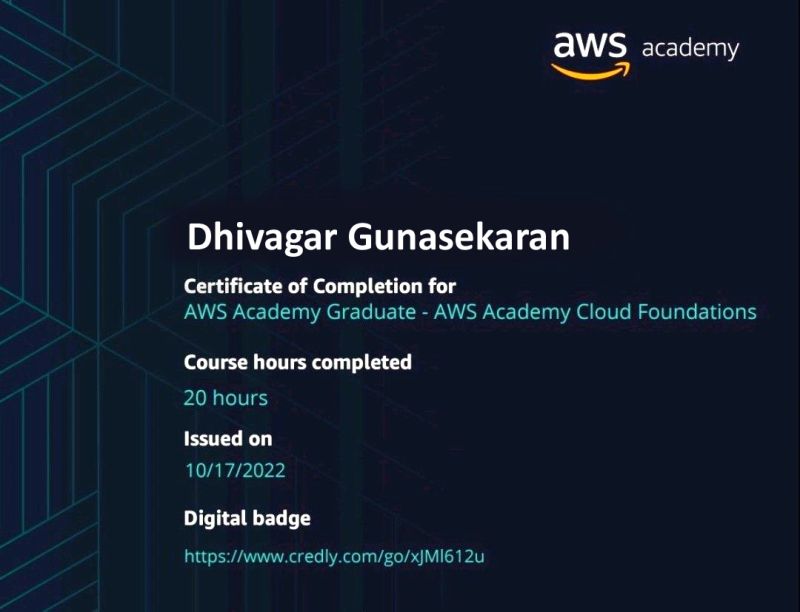 aws academy
Dhivagar Gunasekaran
Certificate of Completion for
AWS Academy Graduate - AWS Academy Cloud Foundations
Course hours completed
20 hours
Issued on
10/17/2022
Digital badge
https://www.credly.com/go/xJMl612u